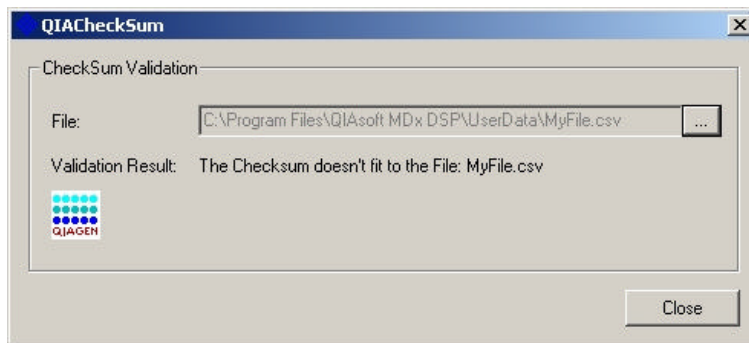 QIACheckSum
CheckSum Validation
File: C:\Program Files\QIAsoft MDx DSP\UserData\MyFile.csv ...
Validation Result: The Checksum doesn't fit to the File: MyFile.csv
QIAGEN
Close